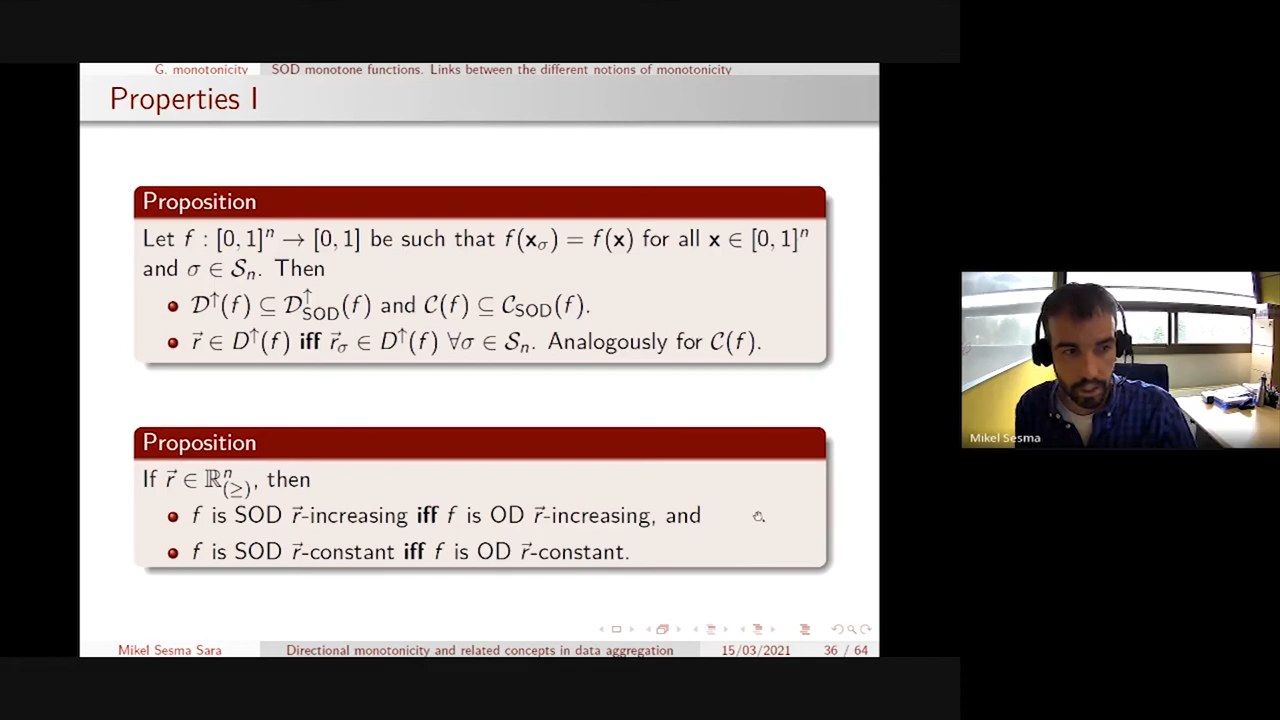 G. monotonicity SOD monotone functions. Links between the different notions of monotonicity
Properties I
Proposition
Let f : [0, 1]ⁿ → [0, 1] be such that f(x_σ) = f(x) for all x ∈ [0, 1]ⁿ
and σ ∈ 𝒮ₙ. Then
• 𝒟↑(f) ⊆ 𝒟↑_SOD(f) and 𝒞(f) ⊆ 𝒞_SOD(f).
• r⃗ ∈ D↑(f) iff r⃗_σ ∈ D↑(f) ∀σ ∈ 𝒮ₙ. Analogously for 𝒞(f).
Proposition
If r⃗ ∈ ℝⁿ_(≥), then
• f is SOD r⃗-increasing iff f is OD r⃗-increasing, and
• f is SOD r⃗-constant iff f is OD r⃗-constant.
Mikel Sesma Sara Directional monotonicity and related concepts in data aggregation 15/03/2021 36 / 64
Mikel Sesma